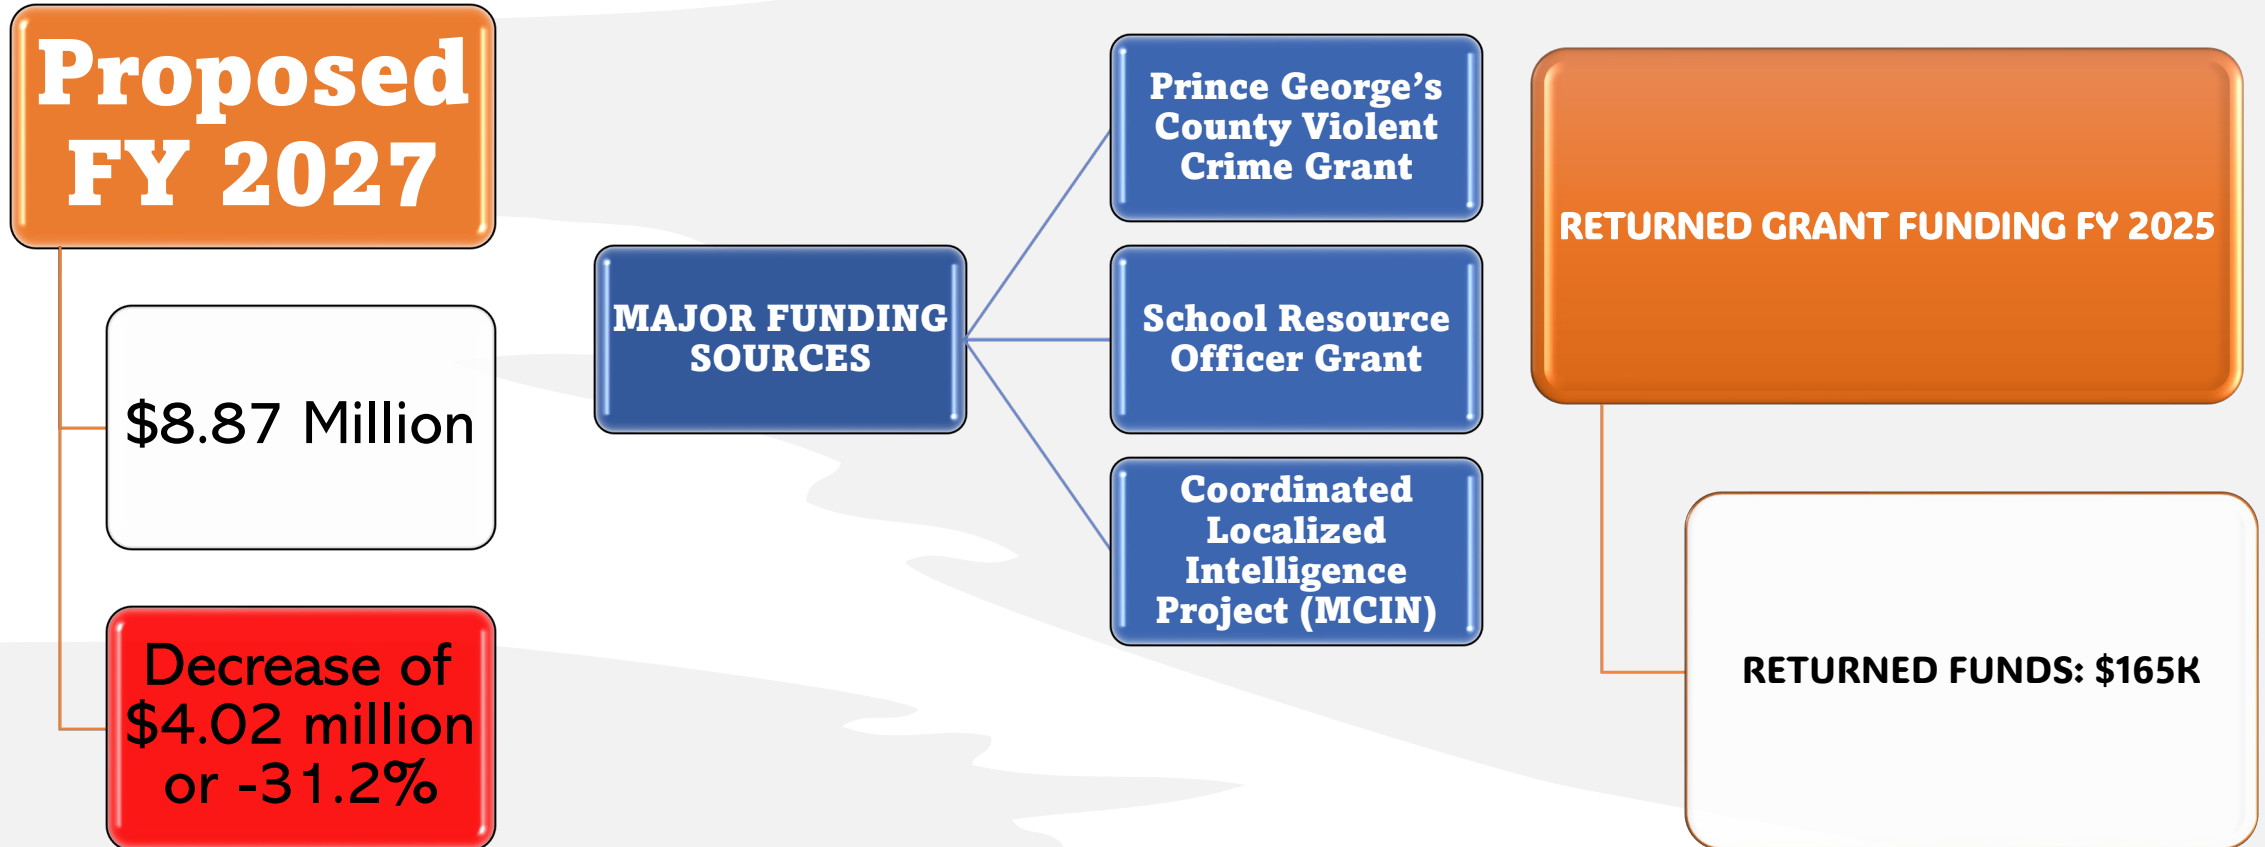 Proposed
FY 2027
$8.87 Million
Decrease of
$4.02 million
or -31.2%
MAJOR FUNDING
SOURCES
Prince George’s
County Violent
Crime Grant
School Resource
Officer Grant
Coordinated
Localized
Intelligence
Project (MCIN)
RETURNED GRANT FUNDING FY 2025
RETURNED FUNDS: $165K